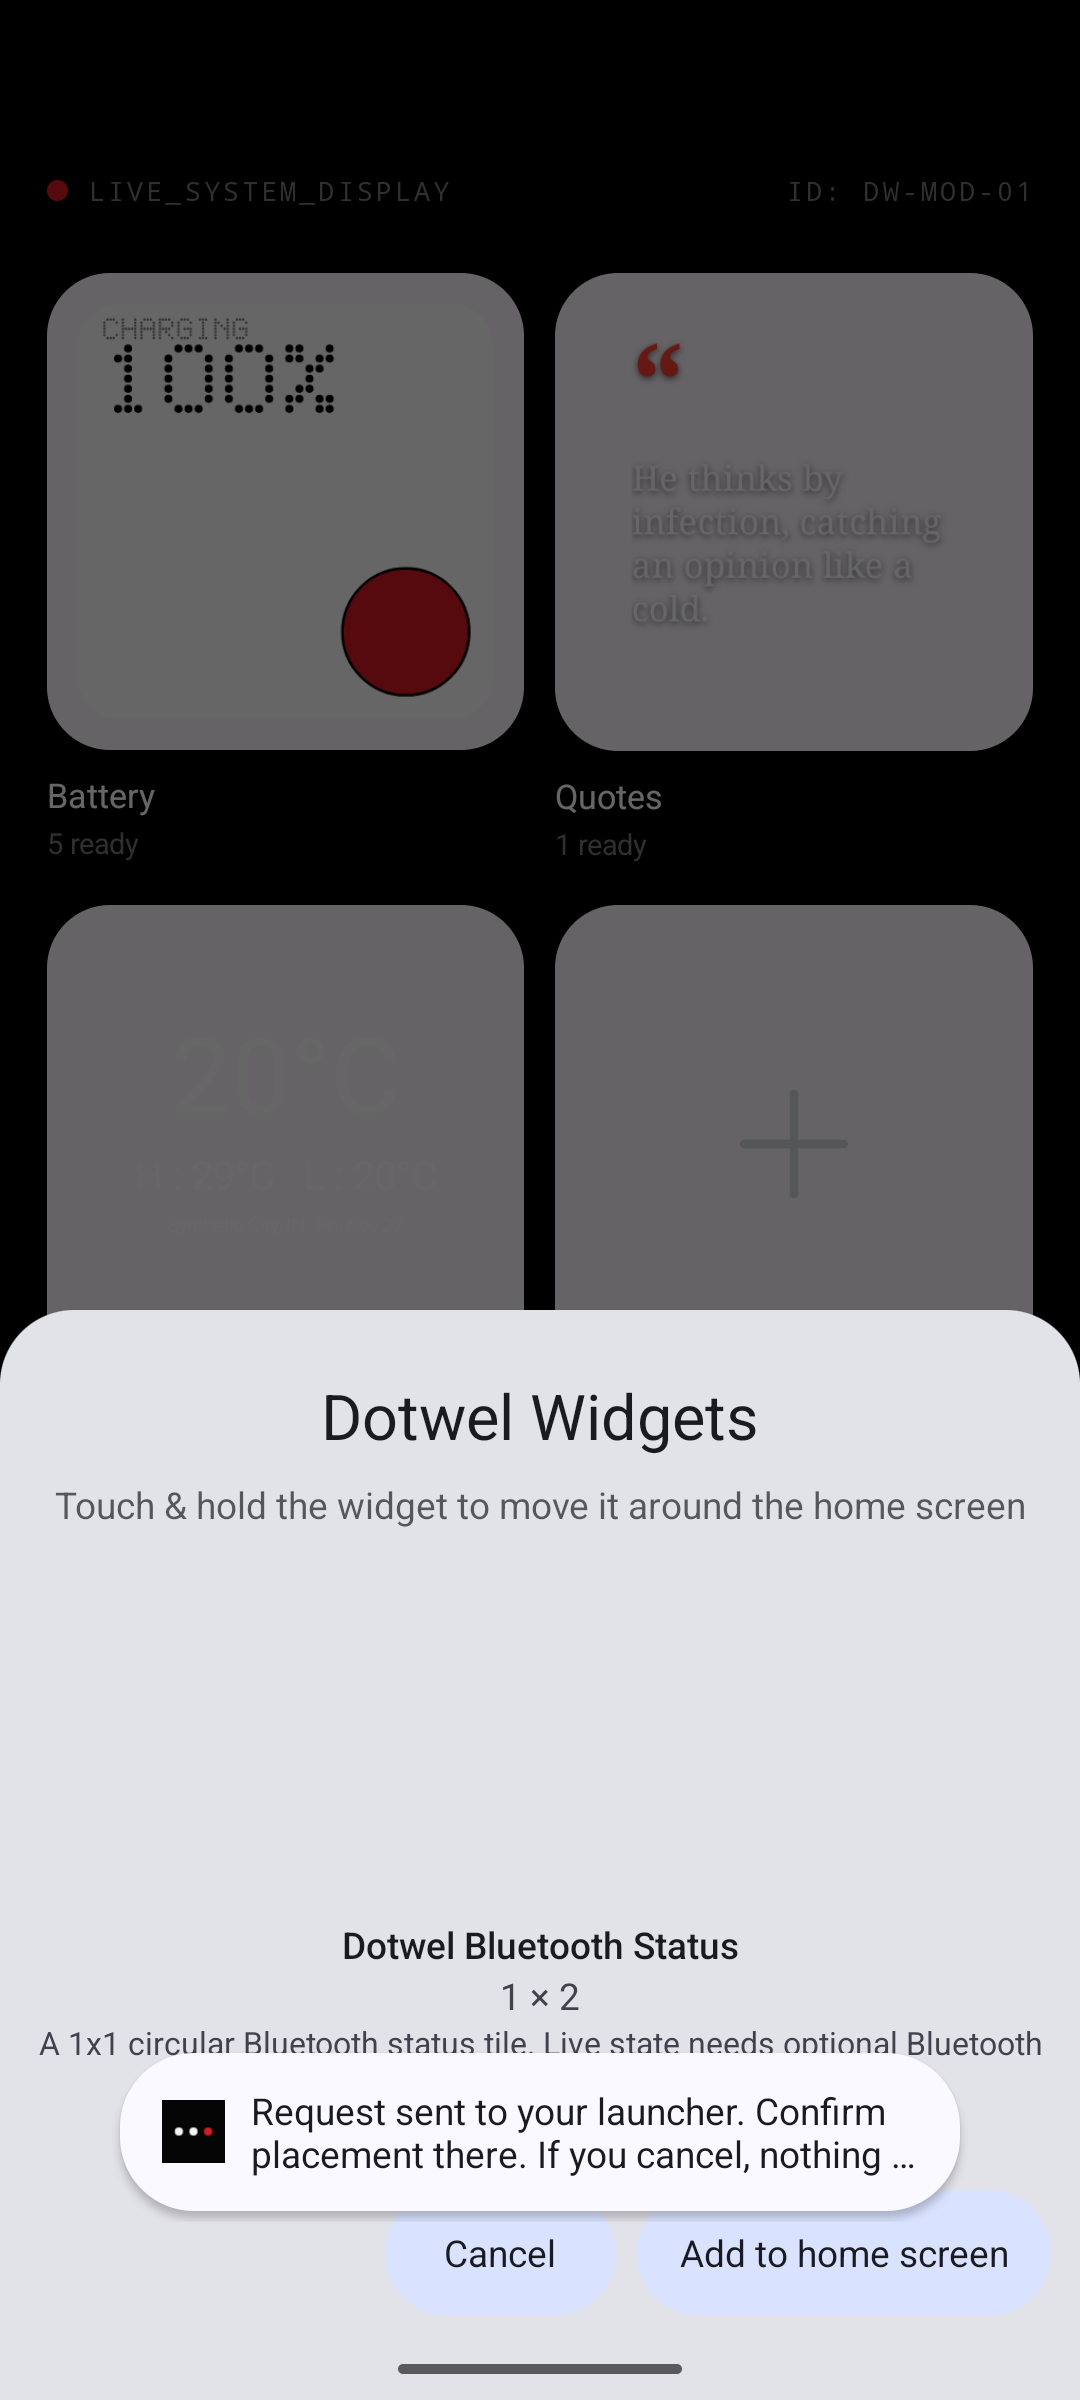 LIVE_SYSTEM_DISPLAY
ID: DW-MOD-01
CHARGING
100%
“
He thinks by
infection, catching
an opinion like a
cold.
Battery
5 ready
Quotes
1 ready
20°C
H:29°C L:20°C
Dotwel Widgets
Touch & hold the widget to move it around the home screen
Dotwel Bluetooth Status
1 × 2
A 1x1 circular Bluetooth status tile. Live state needs optional Bluetooth
Request sent to your launcher. Confirm
placement there. If you cancel, nothing ...
Cancel
Add to home screen